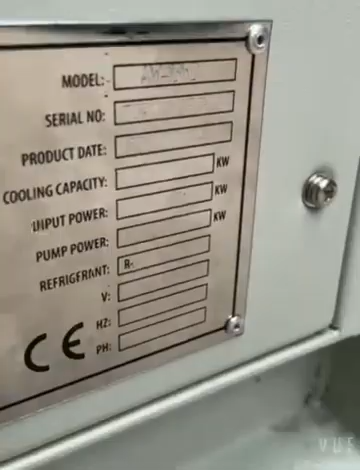 MODEL:
SERIAL NO:
PRODUCT DATE:
COOLING CAPACITY: KW
INPUT POWER: KW
PUMP POWER: KW
REFRIGERANT: R-
V:
HZ:
PH:
CE